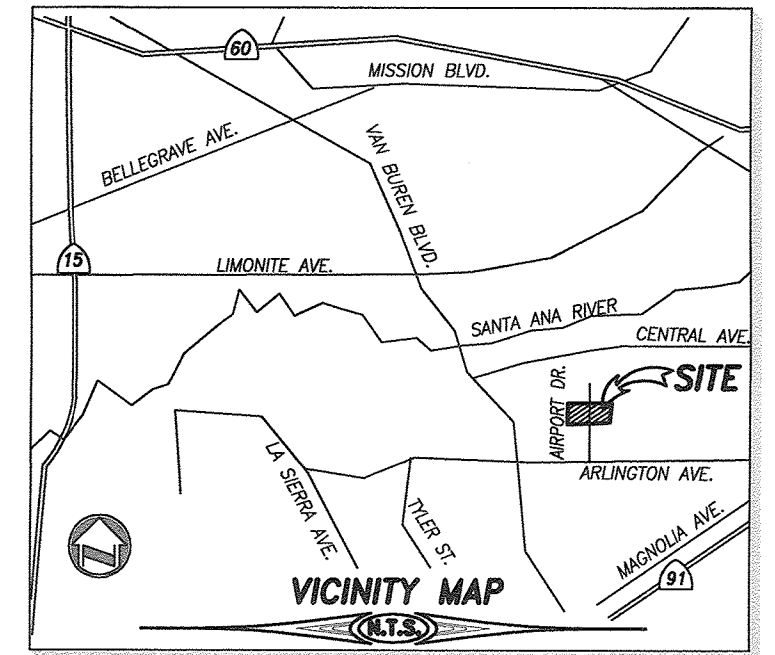 60
MISSION BLVD.
BELLEGRAVE AVE.
VAN BUREN BLVD.
15
LIMONITE AVE.
SANTA ANA RIVER
CENTRAL AVE.
AIRPORT DR.
SITE
ARLINGTON AVE.
LA SIERRA AVE.
TYLER ST.
MAGNOLIA AVE.
91
N
VICINITY MAP
N.T.S.